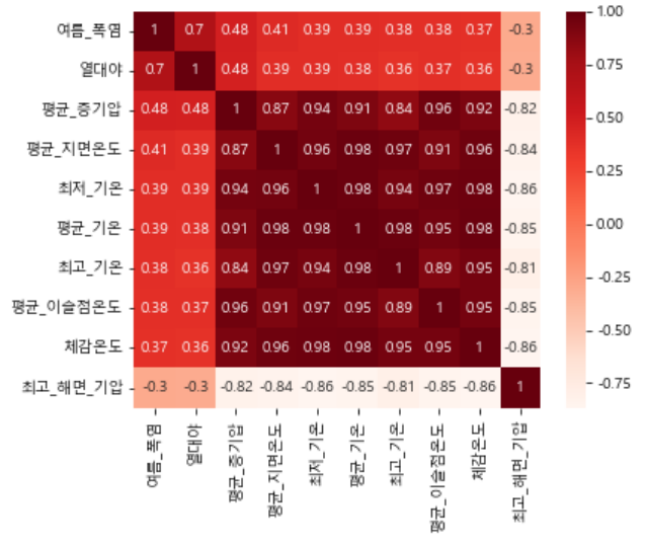 여름_폭염 1 0.7 0.48 0.41 0.39 0.39 0.38 0.38 0.37 -0.3
열대야 0.7 1 0.48 0.39 0.39 0.38 0.36 0.37 0.36 -0.3
평균_증기압 0.48 0.48 1 0.87 0.94 0.91 0.84 0.96 0.92 -0.82
평균_지면온도 0.41 0.39 0.87 1 0.96 0.98 0.97 0.91 0.96 -0.84
최저_기온 0.39 0.39 0.94 0.96 1 0.98 0.94 0.97 0.98 -0.86
평균_기온 0.39 0.38 0.91 0.98 0.98 1 0.98 0.95 0.98 -0.85
최고_기온 0.38 0.36 0.84 0.97 0.94 0.98 1 0.89 0.95 -0.81
평균_이슬점온도 0.38 0.37 0.96 0.91 0.97 0.95 0.89 1 0.95 -0.85
체감온도 0.37 0.36 0.92 0.96 0.98 0.98 0.95 0.95 1 -0.86
최고_해면_기압 -0.3 -0.3 -0.82 -0.84 -0.86 -0.85 -0.81 -0.85 -0.86 1
여름_폭염
열대야
평균_증기압
평균_지면온도
최저_기온
평균_기온
최고_기온
평균_이슬점온도
체감온도
최고_해면_기압
1.00
0.75
0.50
0.25
0.00
-0.25
-0.50
-0.75